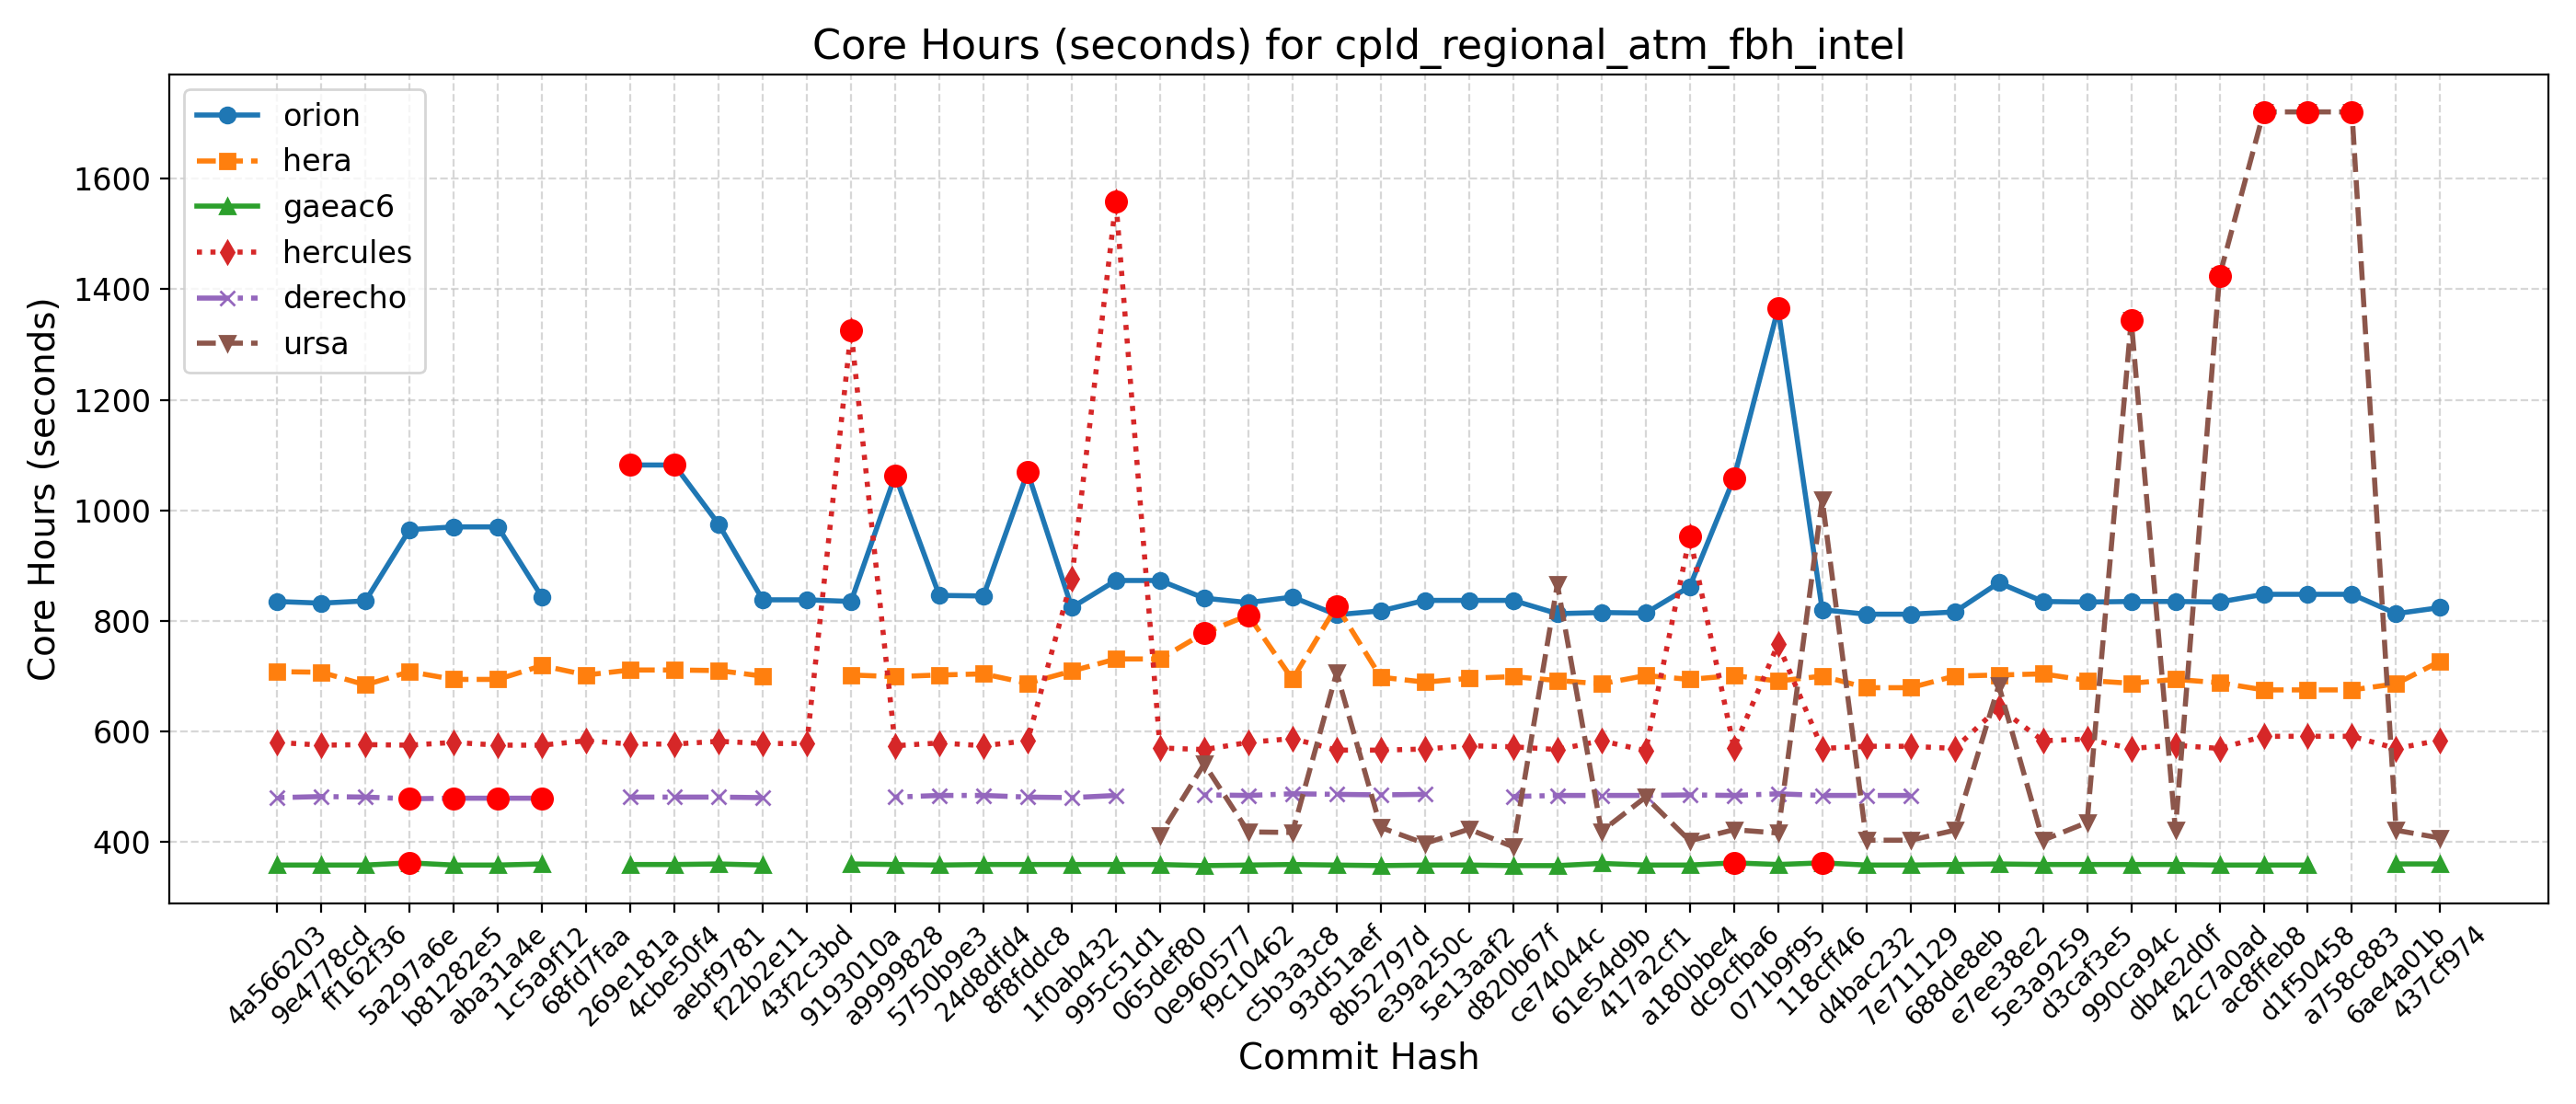 Core Hours (seconds) for cpld_regional_atm_fbh_intel
orion
hera
gaeac6
hercules
derecho
ursa
Core Hours (seconds)
1600
1400
1200
1000
800
600
400
4a566203
9e4778cd
ff162f36
5a297a6e
b81282e5
aba31a4e
1c5a9f12
68fd7faa
269e181a
4cbe50f4
aebf9781
f22b2e11
43f2c3bd
9193010a
a9999828
5750b9e3
24d8dfd4
8f8fddc8
1f0ab432
995c51d1
065def80
0e960577
f9c10462
c5b3a3c8
93d51aef
8b52797d
e39a250c
5e13aaf2
d820b67f
ce74044c
61e54d9b
417a2cf1
a180bbe4
dc9cfba6
071b9f95
118cff46
d4bac232
7e711129
688de8eb
e7ee38e2
5e3a9259
d3caf3e5
990ca94c
db4e2d0f
42c7a0ad
ac8ffeb8
d1f50458
a758c883
6ae4a01b
437cf974
Commit Hash